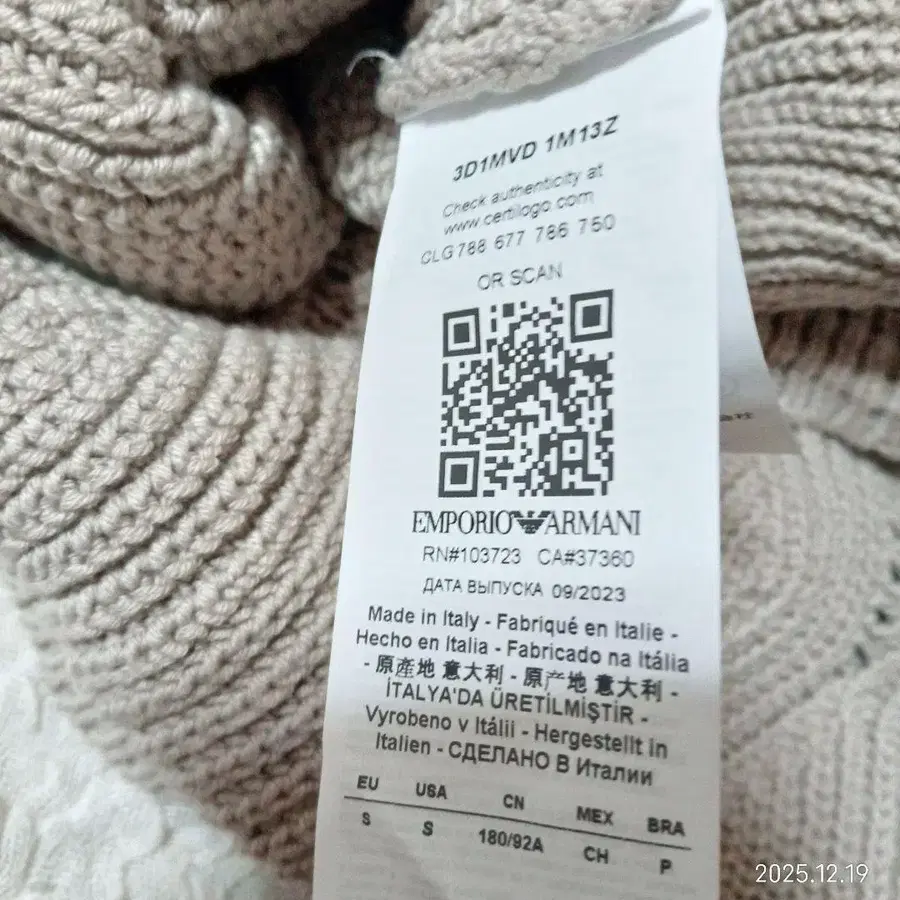 3D1MVD 1M13Z
Check authenticity at
www.certilogo.com
CLG 788 677 786 750
OR SCAN
EMPORIO ARMANI
RN#103723 CA#37360
ДАТА ВЫПУСКА 09/2023
Made in Italy - Fabriqué en Italie -
Hecho en Italia - Fabricado na Itália
- 原產地 意大利 - 原产地 意大利 -
İTALYA'DA ÜRETİLMİŞTİR -
Vyrobeno v Itálii - Hergestellt in
Italien - СДЕЛАНО В Италии
EU USA CN MEX BRA
S S 180/92A CH P
2025.12.19